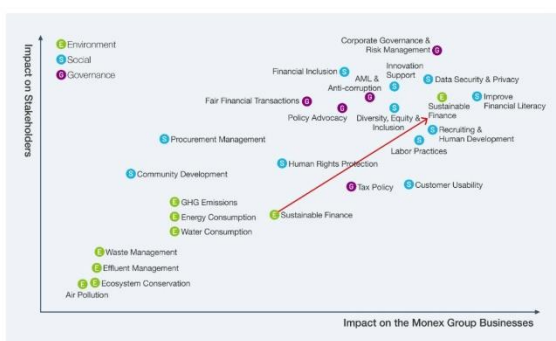 Impact on Stakeholders
E Environment
S Social
G Governance
Corporate Governance &
Risk Management G
Financial Inclusion S
Innovation
Support
S
AML &
Anti-corruption
G
S Data Security & Privacy
Fair Financial Transactions G
Policy Advocacy
G
S
Diversity, Equity &
Inclusion
E
Sustainable
Finance
S Improve
Financial Literacy
S Recruiting &
Human Development
S
Labor Practices
S Procurement Management
S Human Rights Protection
S Community Development
G Tax Policy
S Customer Usability
E GHG Emissions
E Energy Consumption
E Sustainable Finance
E Water Consumption
E Waste Management
E Effluent Management
E E Ecosystem Conservation
Air Pollution
Impact on the Monex Group Businesses